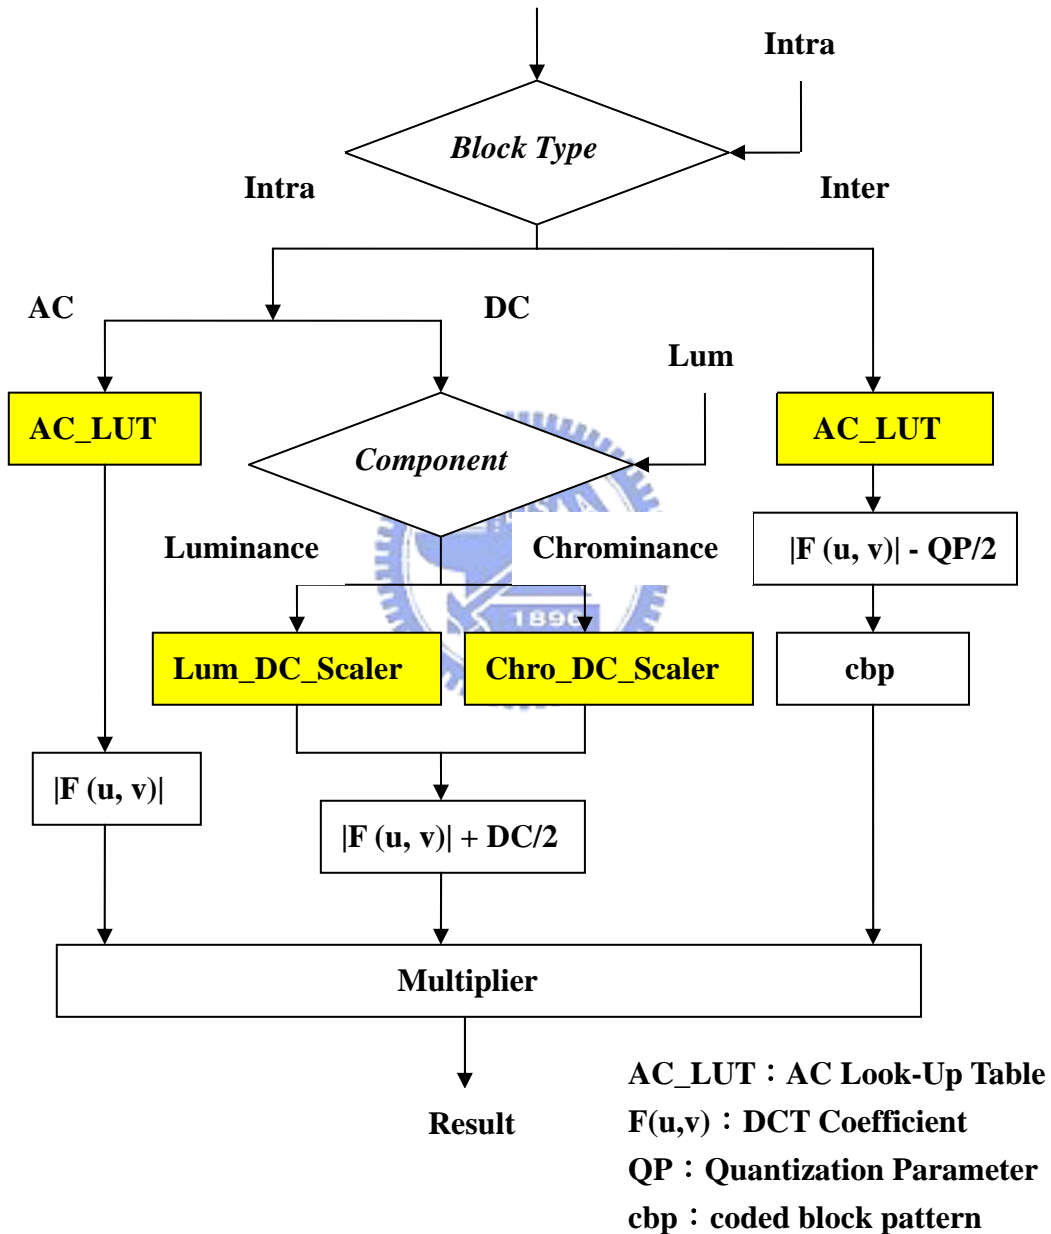 Intra
Block Type
Intra
Inter
AC
DC
Lum
AC_LUT
Component
AC_LUT
Luminance
Chrominance
|F (u, v)| - QP/2
1896
Lum_DC_Scaler
Chro_DC_Scaler
cbp
|F (u, v)|
|F (u, v)| + DC/2
Multiplier
Result
AC_LUT：AC Look-Up Table
F(u,v)：DCT Coefficient
QP：Quantization Parameter
cbp：coded block pattern